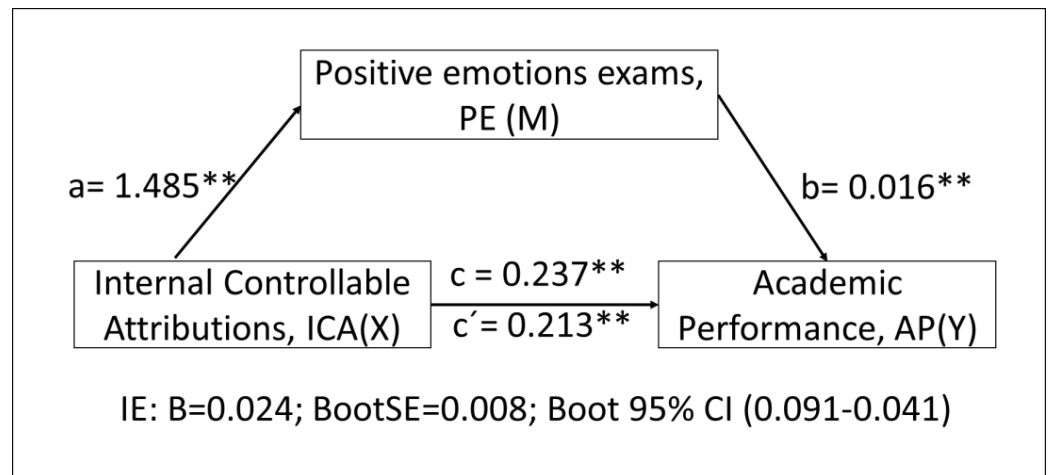 Positive emotions exams,
PE (M)
a= 1.485**
b= 0.016**
Internal Controllable
Attributions, ICA(X)
c = 0.237**
c´= 0.213**
Academic
Performance, AP(Y)
IE: B=0.024; BootSE=0.008; Boot 95% CI (0.091-0.041)